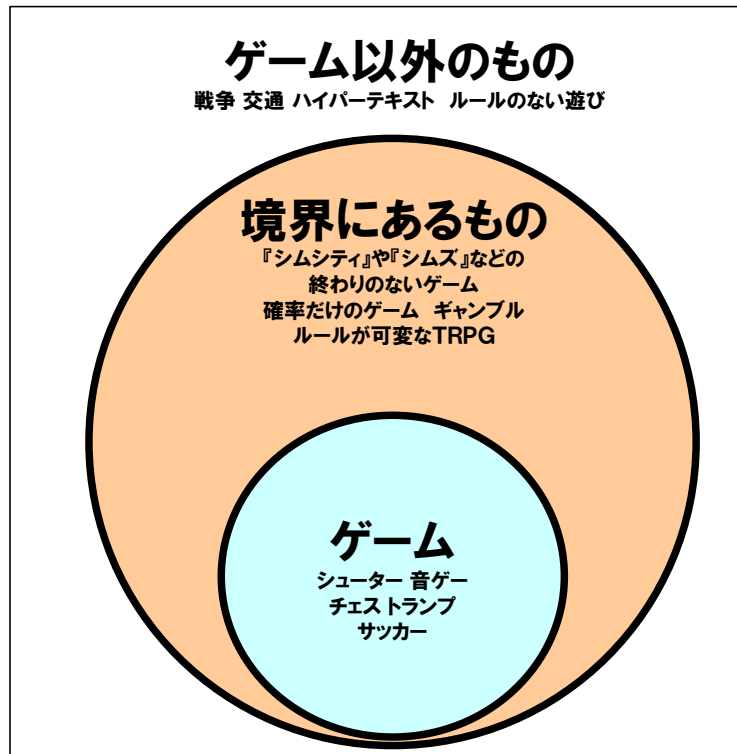 ゲーム以外のもの
戦争 交通 ハイパーテキスト ルールのない遊び
境界にあるもの
『シムシティ』や『シムズ』などの
終わりのないゲーム
確率だけのゲーム ギャンブル
ルールが可変なTRPG
ゲーム
シューター 音ゲー
チェス トランプ
サッカー